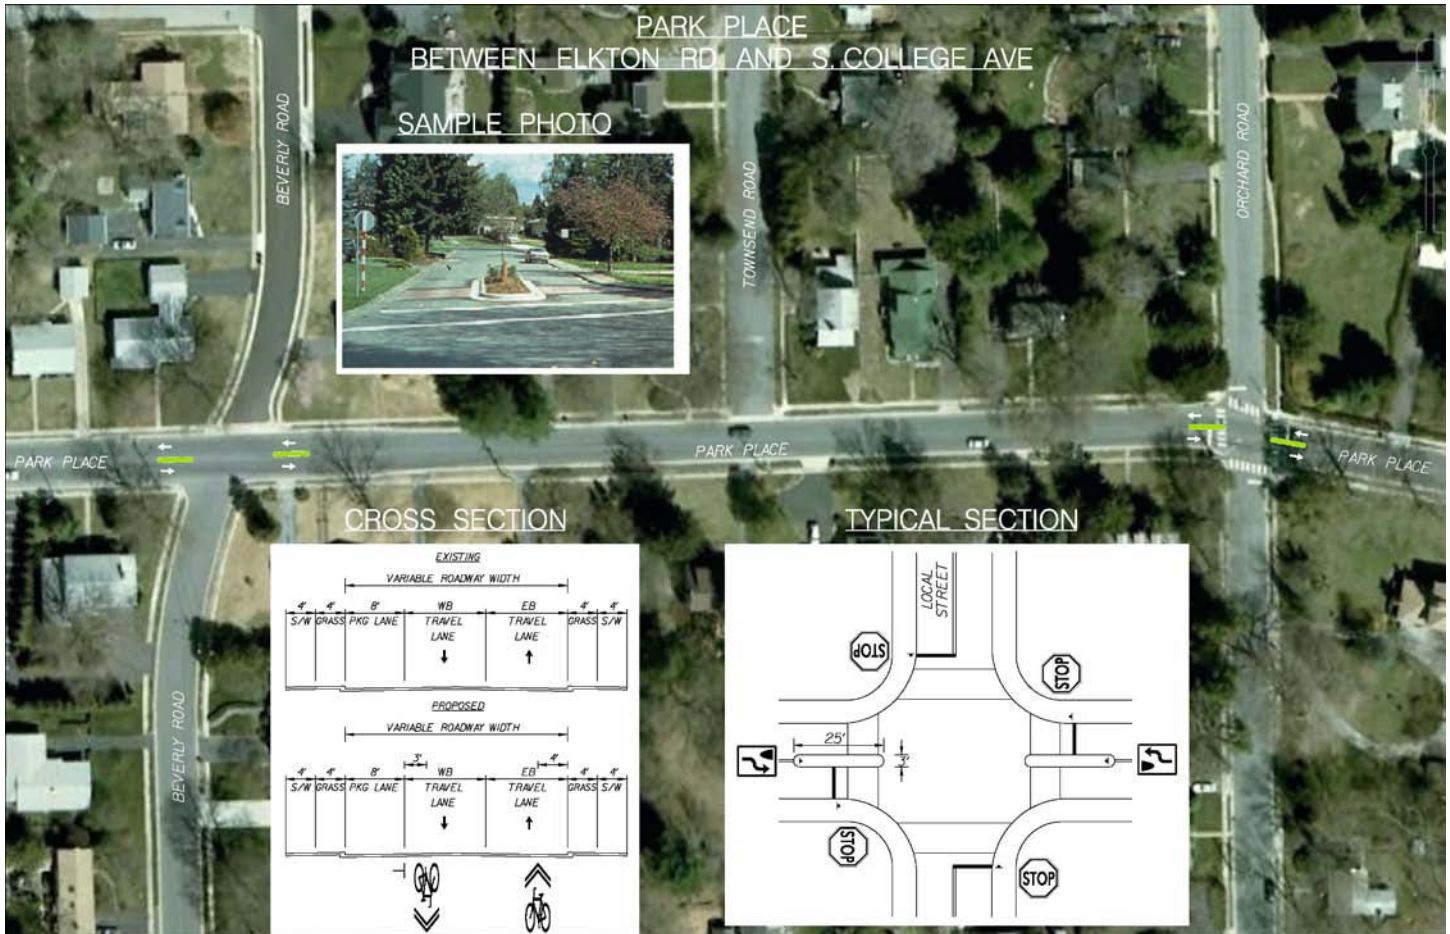 PARK PLACE
BETWEEN ELKTON RD AND S. COLLEGE AVE
SAMPLE PHOTO
BEVERLY ROAD
TOWNSEND ROAD
ORCHARD ROAD
PARK PLACE
PARK PLACE
PARK PLACE
BEVERLY ROAD
CROSS SECTION
EXISTING
VARIABLE ROADWAY WIDTH
4' 4' 8' WB EB 4' 4'
S/W GRASS PKG LANE TRAVEL TRAVEL GRASS S/W
LANE LANE
PROPOSED
VARIABLE ROADWAY WIDTH
3' 4'
4' 4' 8' WB EB 4' 4'
S/W GRASS PKG LANE TRAVEL TRAVEL GRASS S/W
LANE LANE
TYPICAL SECTION
LOCAL
STREET
STOP
STOP
25'
STOP
STOP